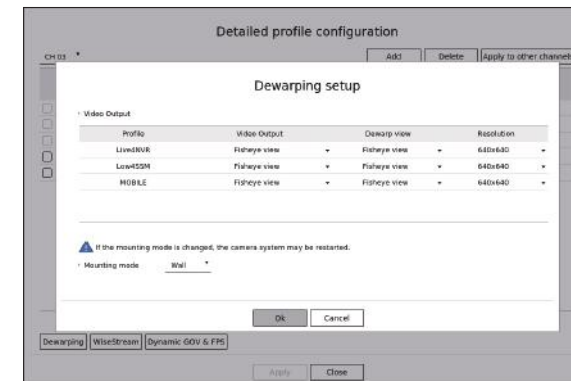 Detailed profile configuration
CH 03
Add
Delete
Apply to other channels
Dewarping setup
Video Output
Profile Video Output Dewarp view Resolution
Live4NVR Fisheye view Fisheye view 640x640
Low4SSM Fisheye view Fisheye view 640x640
MOBILE Fisheye view Fisheye view 640x640
If the mounting mode is changed, the camera system may be restarted.
Mounting mode Wall
Ok Cancel
Dewarping WiseStream Dynamic GOV & FPS
Apply Close